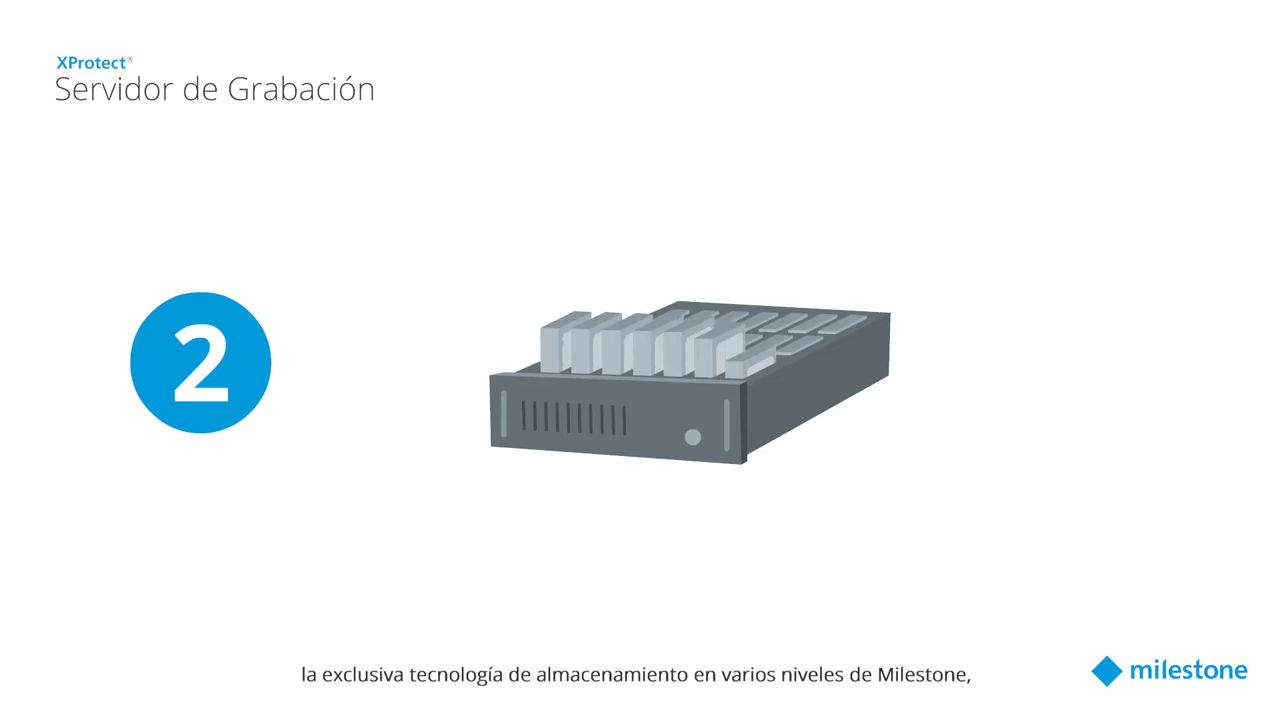 XProtect®
Servidor de Grabación
2
la exclusiva tecnología de almacenamiento en varios niveles de Milestone,
milestone